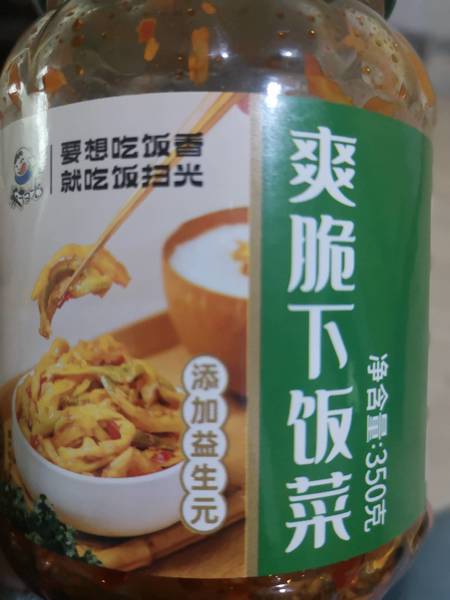 要想吃饭香
就吃饭扫光
爽脆下饭菜
净含量:350克
添加益生元